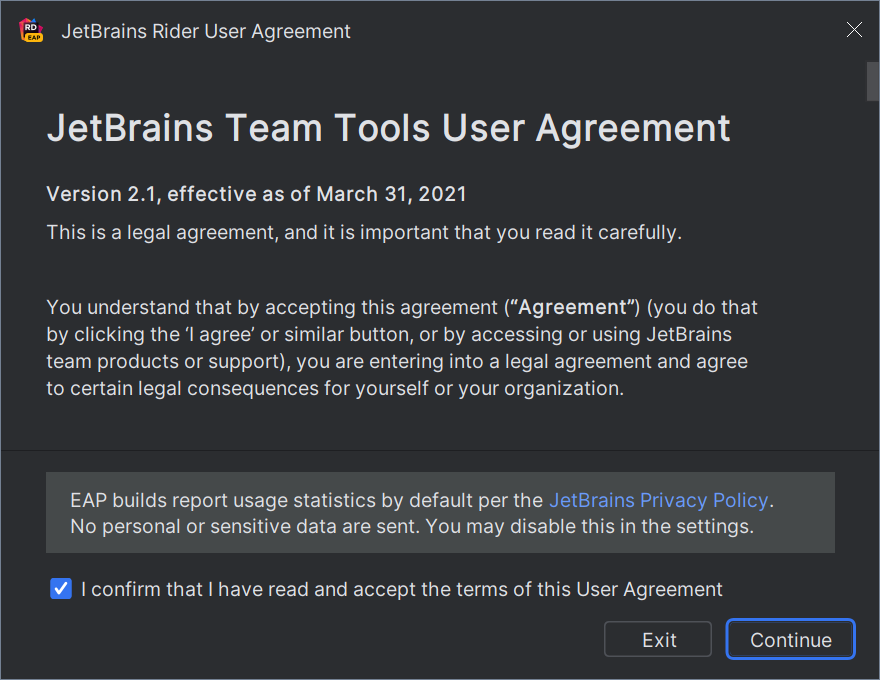 RD
EAP
JetBrains Rider User Agreement
JetBrains Team Tools User Agreement
Version 2.1, effective as of March 31, 2021
This is a legal agreement, and it is important that you read it carefully.
You understand that by accepting this agreement (“Agreement”) (you do that
by clicking the ‘I agree’ or similar button, or by accessing or using JetBrains
team products or support), you are entering into a legal agreement and agree
to certain legal consequences for yourself or your organization.
EAP builds report usage statistics by default per the JetBrains Privacy Policy.
No personal or sensitive data are sent. You may disable this in the settings.
I confirm that I have read and accept the terms of this User Agreement
Exit
Continue